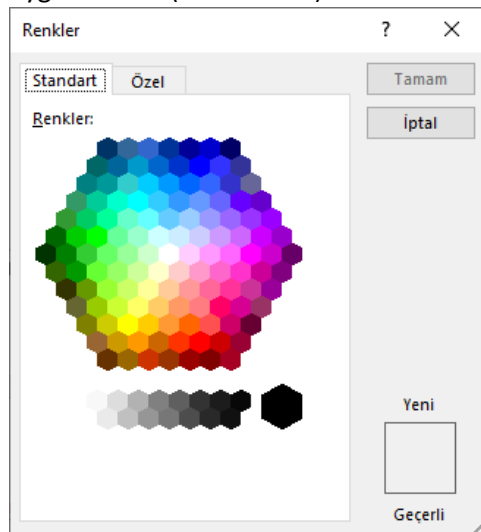 Renkler
Standart
Özel
Tamam
İptal
Renkler:
Yeni
Geçerli